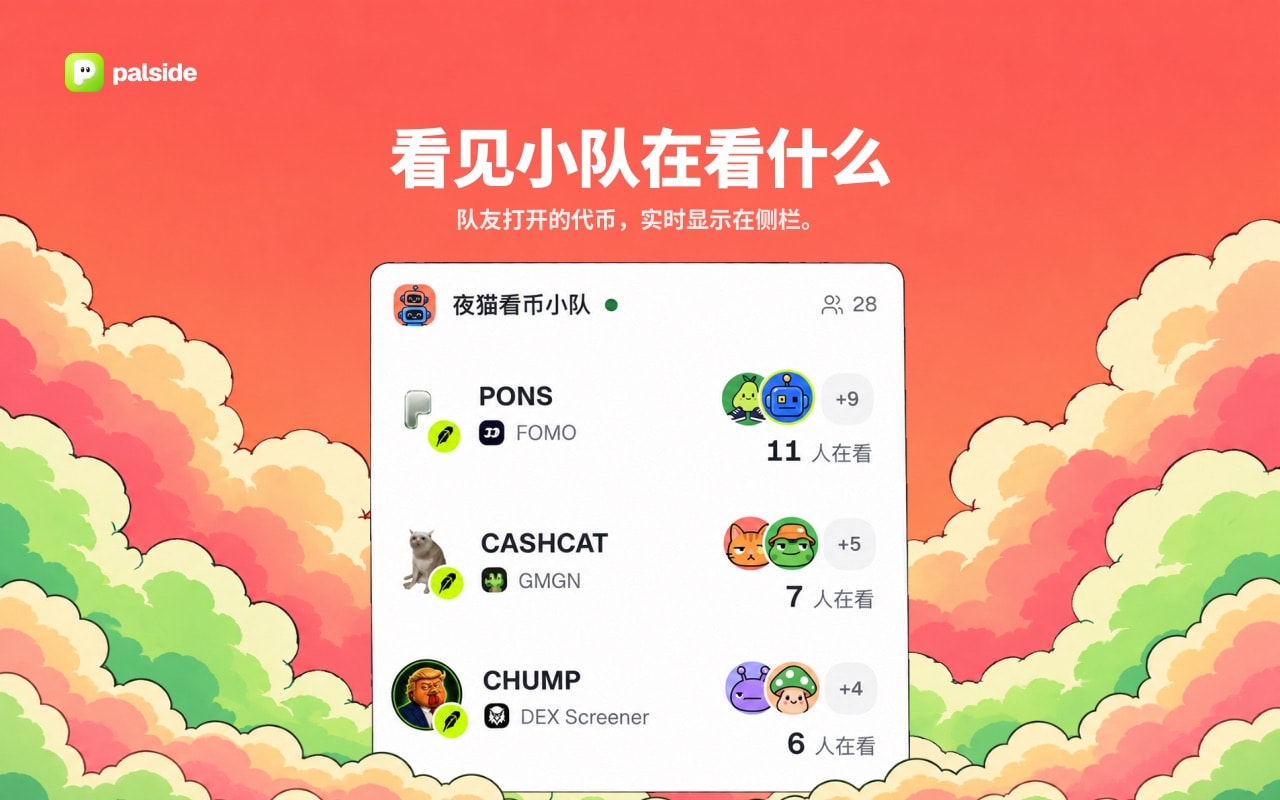 palside
看见小队在看什么
队友打开的代币，实时显示在侧栏。
夜猫看币小队
28
PONS
FOMO
+9
11 人在看
CASHCAT
GMGN
+5
7 人在看
CHUMP
DEX Screener
+4
6 人在看